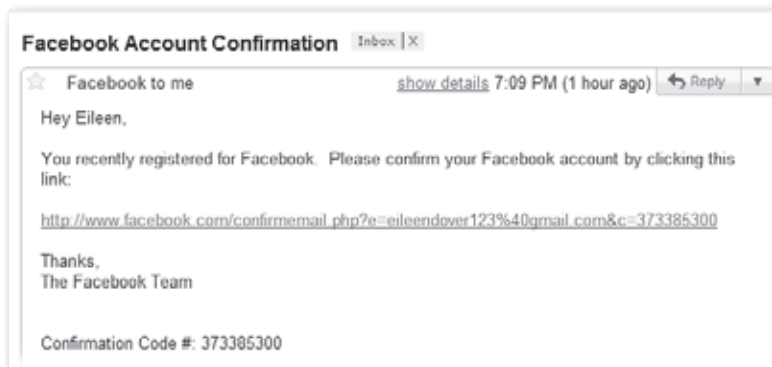 Facebook Account Confirmation Inbox | X
Facebook to me show details 7:09 PM (1 hour ago) Reply
Hey Eileen,
You recently registered for Facebook. Please confirm your Facebook account by clicking this
link:
http://www.facebook.com/confirmemail.php?e=eileendover123%40gmail.com&c=373385300
Thanks,
The Facebook Team
Confirmation Code #: 373385300